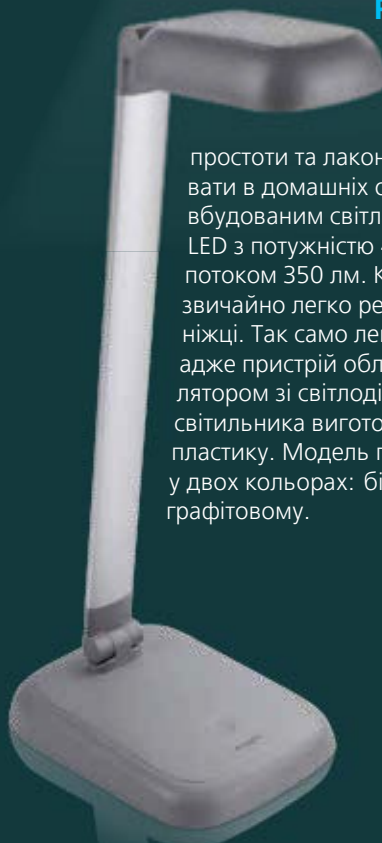 простоти та лакон
вати в домашніх
вбудованим світл
LED з потужністю
потоком 350 лм.
звичайно легко ре
ніжці. Так само ле
адже пристрій обл
лятором зі світлоді
світильника вигото
пластику. Модель
у двох кольорах: бі
графітовому.